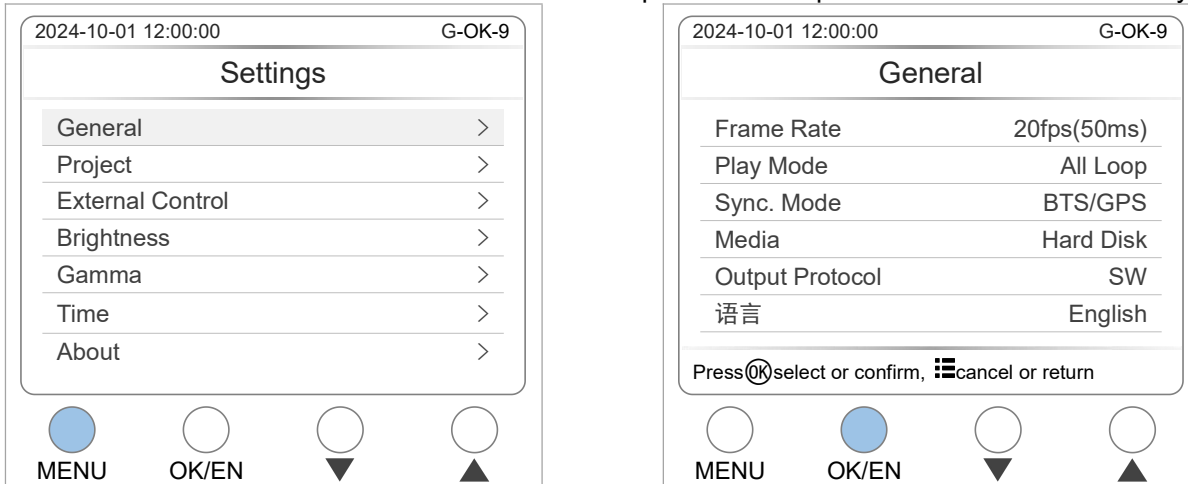 2024-10-01 12:00:00 G-OK-9
Settings
General >
Project >
External Control >
Brightness >
Gamma >
Time >
About >
MENU OK/EN ▼ ▲
2024-10-01 12:00:00 G-OK-9
General
Frame Rate 20fps(50ms)
Play Mode All Loop
Sync. Mode BTS/GPS
Media Hard Disk
Output Protocol SW
语言 English
Press OK select or confirm, cancel or return
MENU OK/EN ▼ ▲